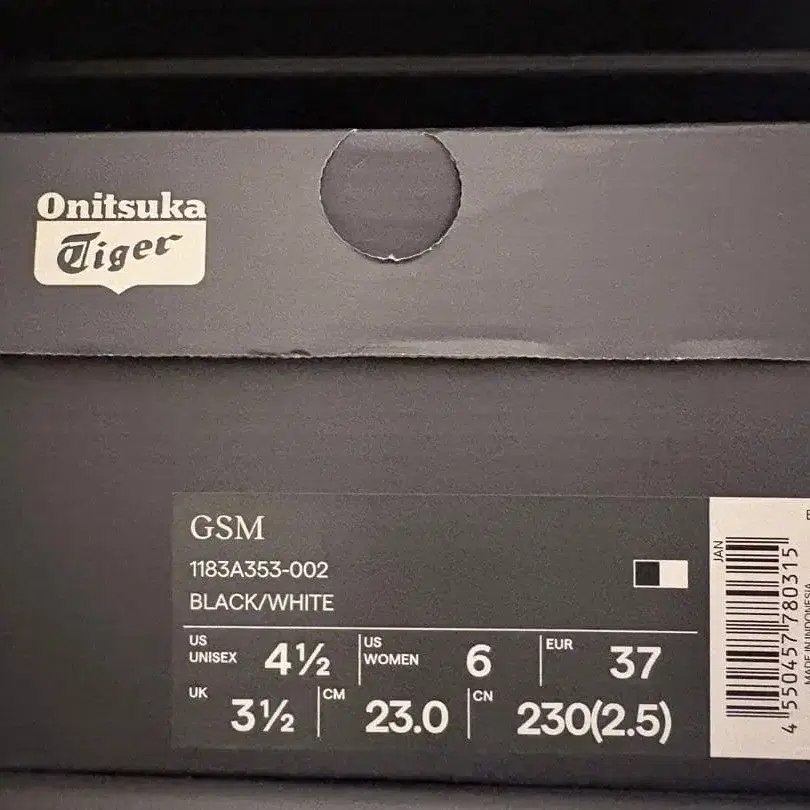 Onitsuka
Tiger
GSM
1183A353-002
BLACK/WHITE
US UNISEX 4½
US WOMEN 6
EUR 37
UK 3½
CM 23.0
CN 230(2.5)
JAN
4 550457 780315
MADE IN INDONESIA